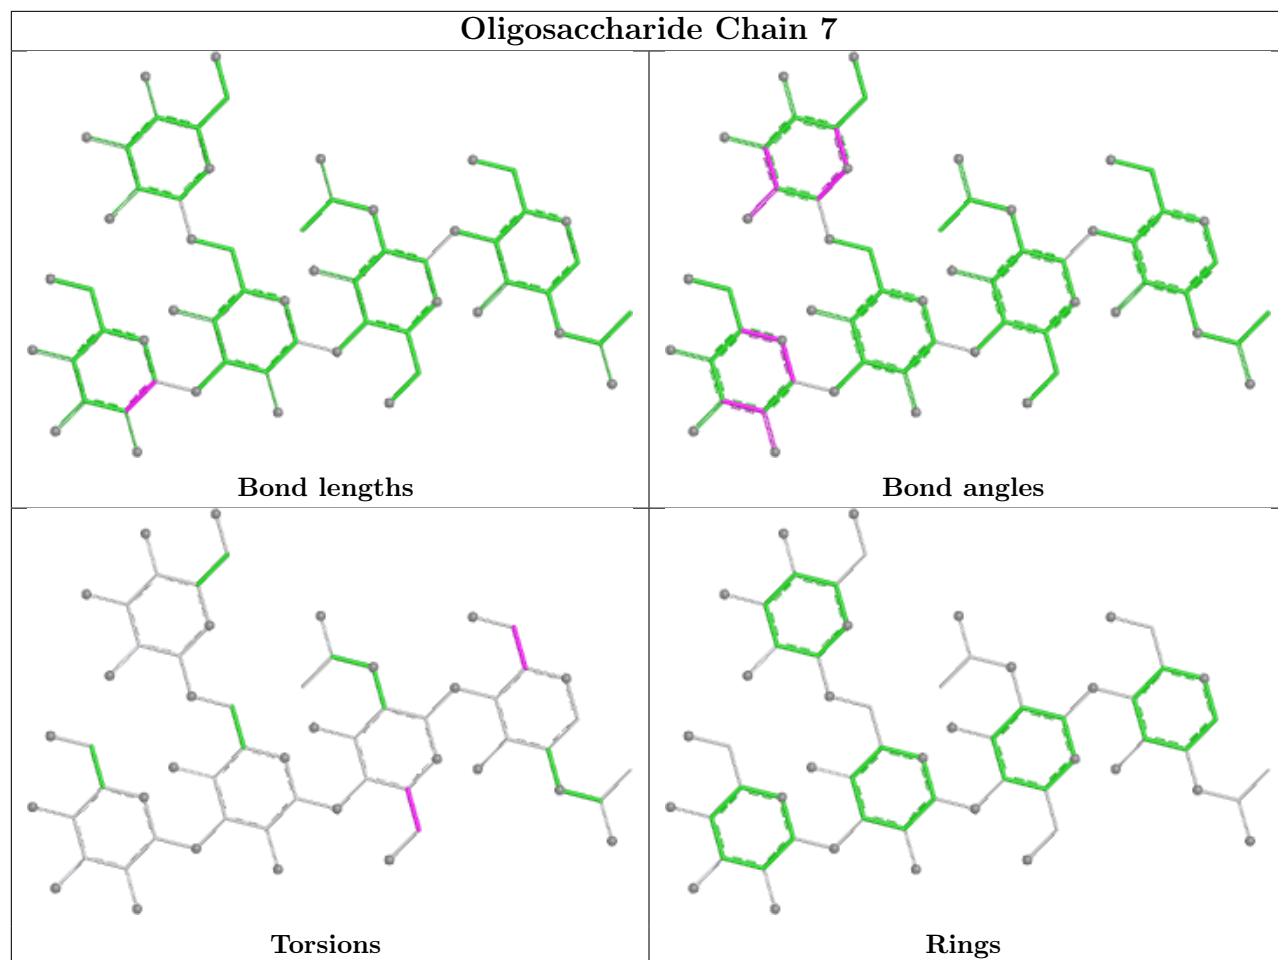 Oligosaccharide Chain 7
Bond lengths
Bond angles
Torsions
Rings